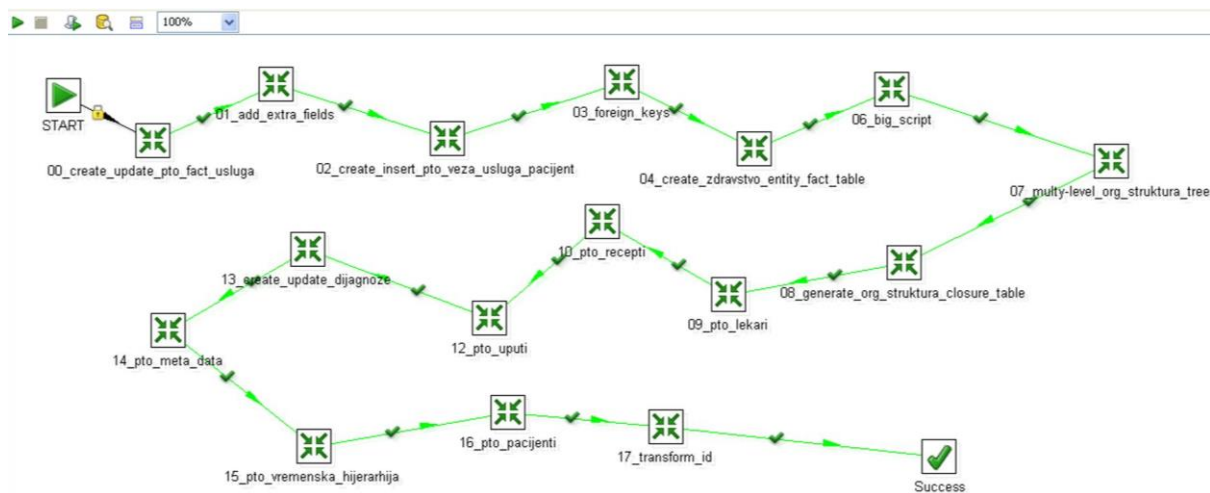 100%
START
00_create_update_pto_fact_usluga
01_add_extra_fields
02_create_insert_pto_veza_usluga_pacijent
03_foreign_keys
04_create_zdravstvo_entity_fact_table
06_big_script
07_multy-level_org_struktura_tree
08_generate_org_struktura_closure_table
09_pto_lekari
10_pto_recepti
12_pto_uputi
13_create_update_dijagnoze
14_pto_meta_data
15_pto_vremenska_hijerarhija
16_pto_pacijenti
17_transform_id
Success